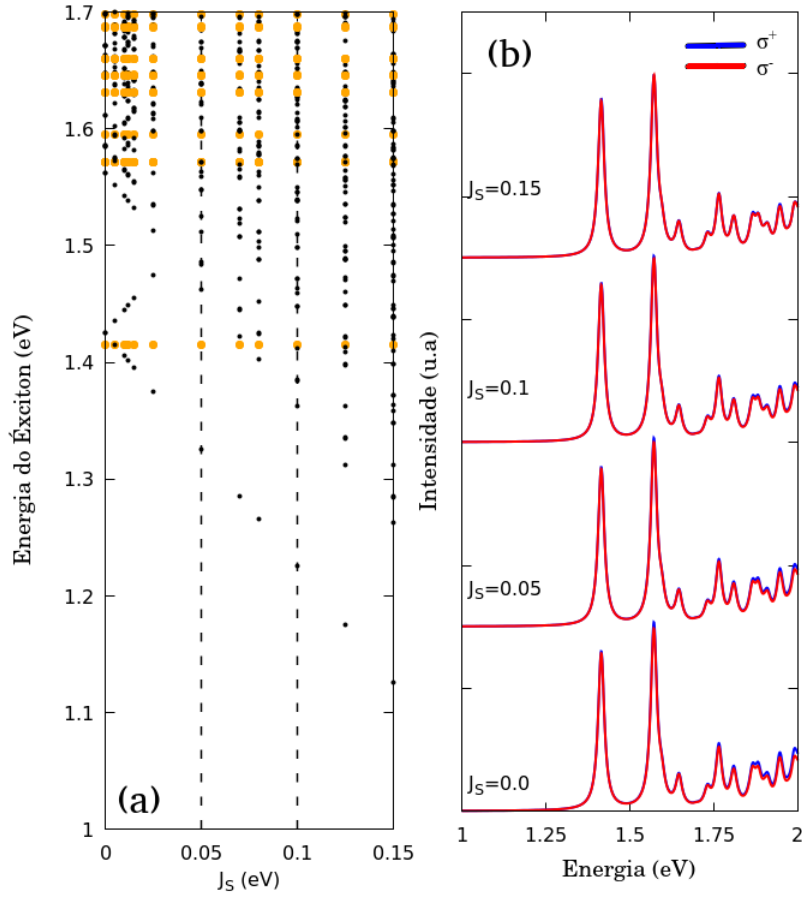 1.7
1.6
1.5
1.4
1.3
1.2
1.1
1
Energia do Éxciton (eV)
(a)
0
0.05
0.1
0.15
J_S (eV)
(b)
σ⁺
σ⁻
J_S=0.15
J_S=0.1
J_S=0.05
J_S=0.0
Intensidade (u.a)
1
1.25
1.5
1.75
2
Energia (eV)